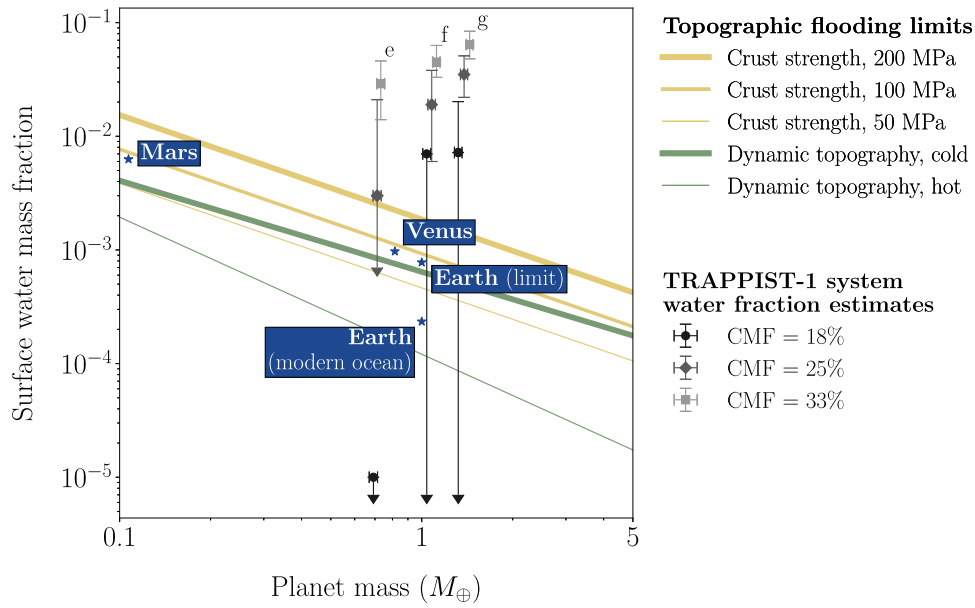 10⁻¹
10⁻²
10⁻³
10⁻⁴
10⁻⁵
Surface water mass fraction
0.1
1
5
Planet mass (M⊕)
e
f
g
Mars
Venus
Earth (limit)
Earth
(modern ocean)
Topographic flooding limits
Crust strength, 200 MPa
Crust strength, 100 MPa
Crust strength, 50 MPa
Dynamic topography, cold
Dynamic topography, hot
TRAPPIST-1 system
water fraction estimates
CMF = 18%
CMF = 25%
CMF = 33%